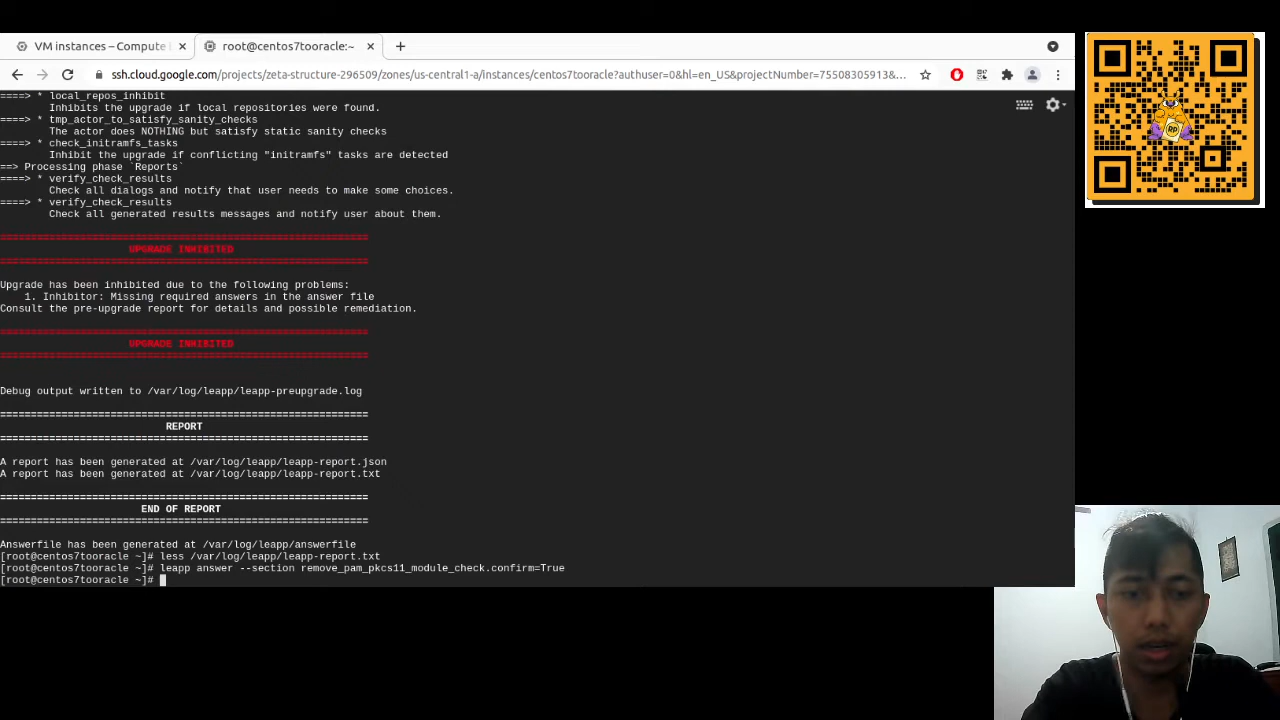 VM instances – Compute
root@centos7tooracle:~
ssh.cloud.google.com/projects/zeta-structure-296509/zones/us-central1-a/instances/centos7tooracle?authuser=0&hl=en_US&projectNumber=75508305913&...
====> * local_repos_inhibit
Inhibits the upgrade if local repositories were found.
====> * tmp_actor_to_satisfy_sanity_checks
The actor does NOTHING but satisfy static sanity checks
====> * check_initramfs_tasks
Inhibit the upgrade if conflicting "initramfs" tasks are detected
==> Processing phase `Reports`
====> * verify_check_results
Check all dialogs and notify that user needs to make some choices.
====> * verify_check_results
Check all generated results messages and notify user about them.
============================================================
UPGRADE INHIBITED
============================================================
Upgrade has been inhibited due to the following problems:
1. Inhibitor: Missing required answers in the answer file
Consult the pre-upgrade report for details and possible remediation.
============================================================
UPGRADE INHIBITED
============================================================
Debug output written to /var/log/leapp/leapp-preupgrade.log
============================================================
REPORT
============================================================
A report has been generated at /var/log/leapp/leapp-report.json
A report has been generated at /var/log/leapp/leapp-report.txt
============================================================
END OF REPORT
============================================================
Answerfile has been generated at /var/log/leapp/answerfile
[root@centos7tooracle ~]# less /var/log/leapp/leapp-report.txt
[root@centos7tooracle ~]# leapp answer --section remove_pam_pkcs11_module_check.confirm=True
[root@centos7tooracle ~]#
RP